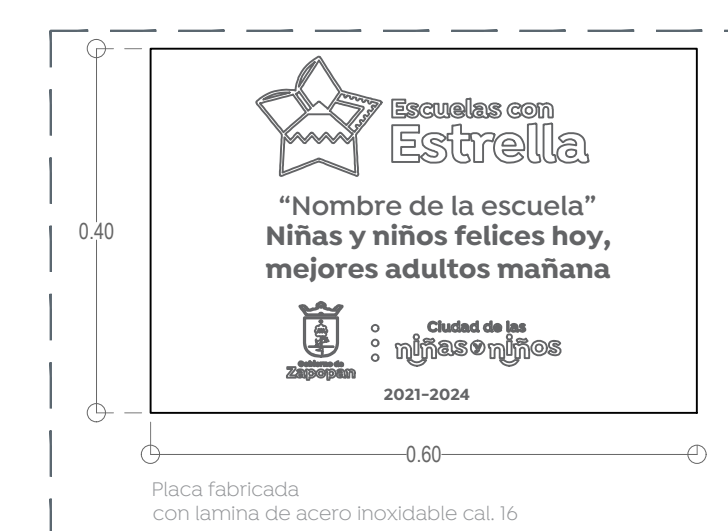 Escuelas con
Estrella
“Nombre de la escuela”
Niñas y niños felices hoy,
mejores adultos mañana
0.40
Gobierno de
Zapopan
Ciudad de las
niñas y niños
2021-2024
0.60
Placa fabricada
con lamina de acero inoxidable cal. 16